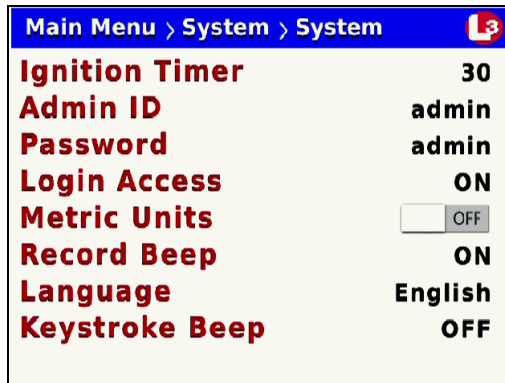 Main Menu > System > System L3
Ignition Timer 30
Admin ID admin
Password admin
Login Access ON
Metric Units OFF
Record Beep ON
Language English
Keystroke Beep OFF